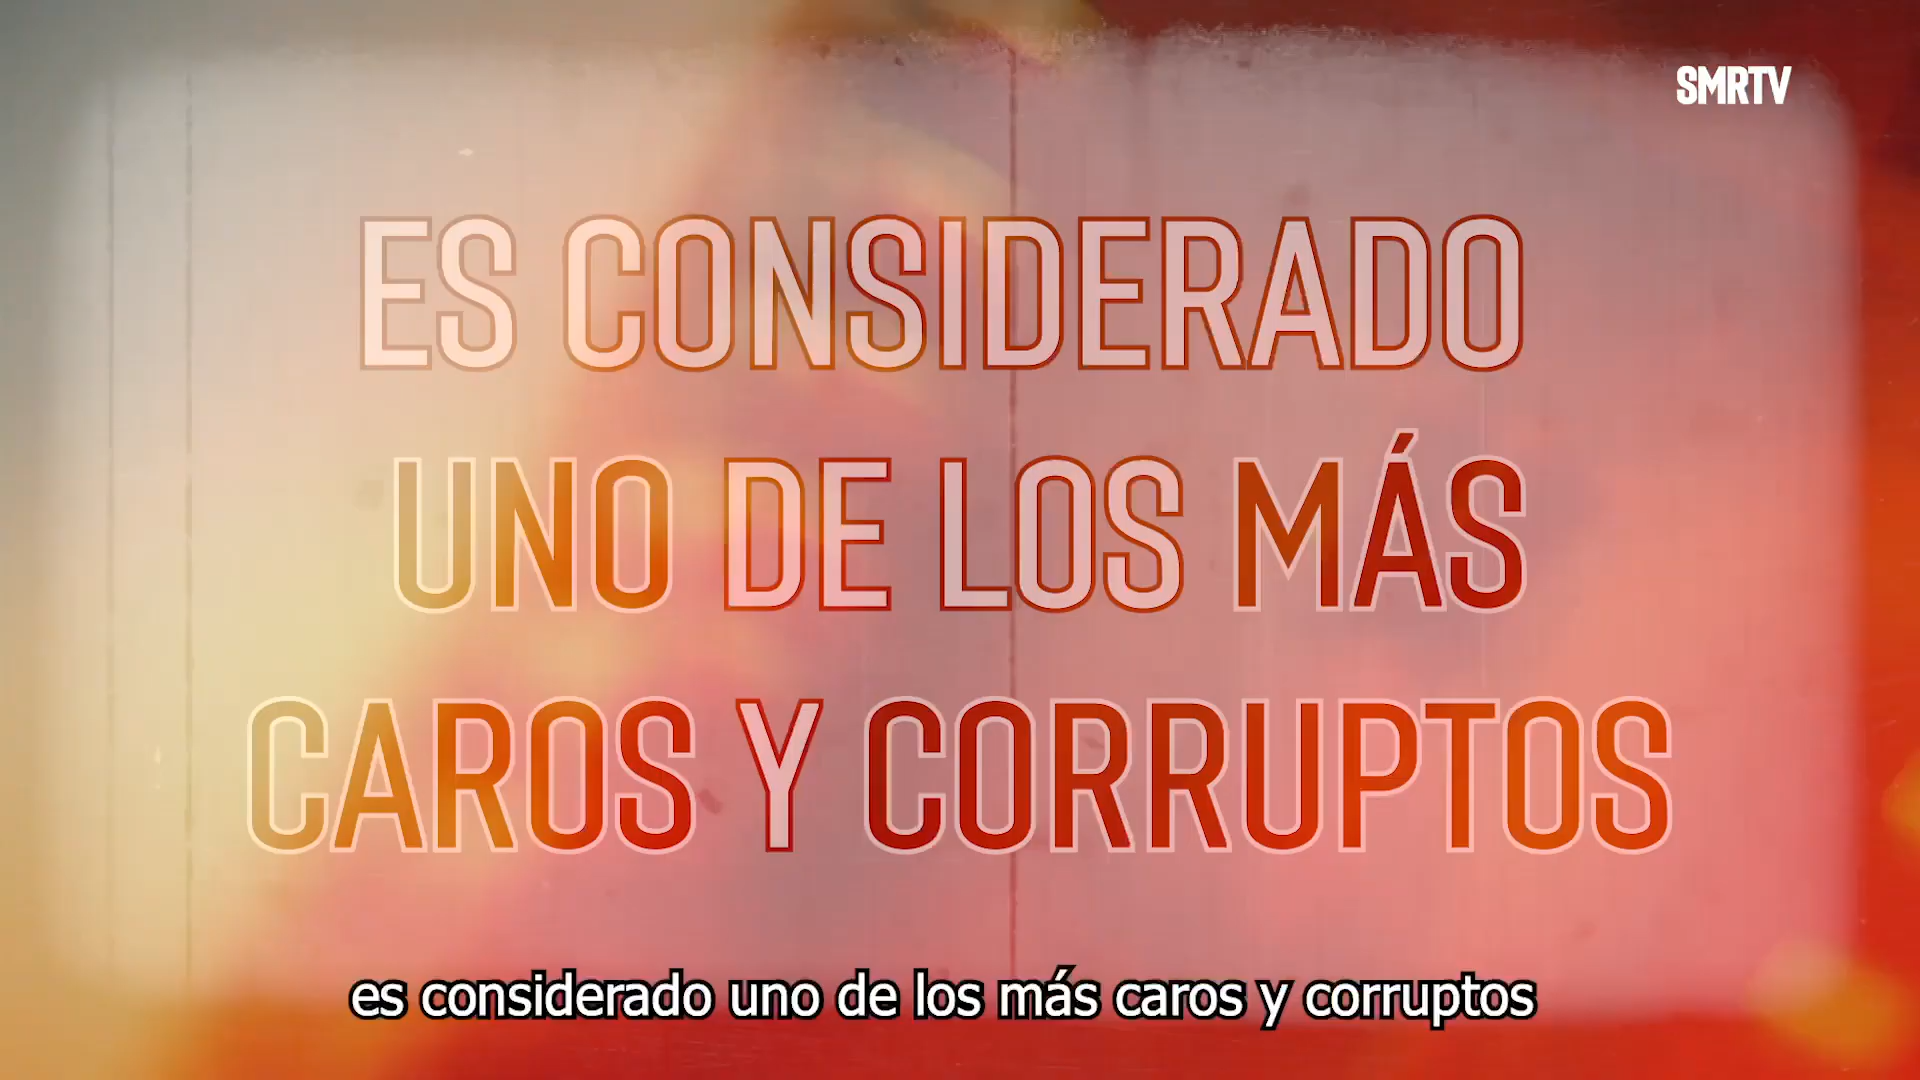 SMRTV
ES CONSIDERADO
UNO DE LOS MÁS
CAROS Y CORRUPTOS
es considerado uno de los más caros y corruptos